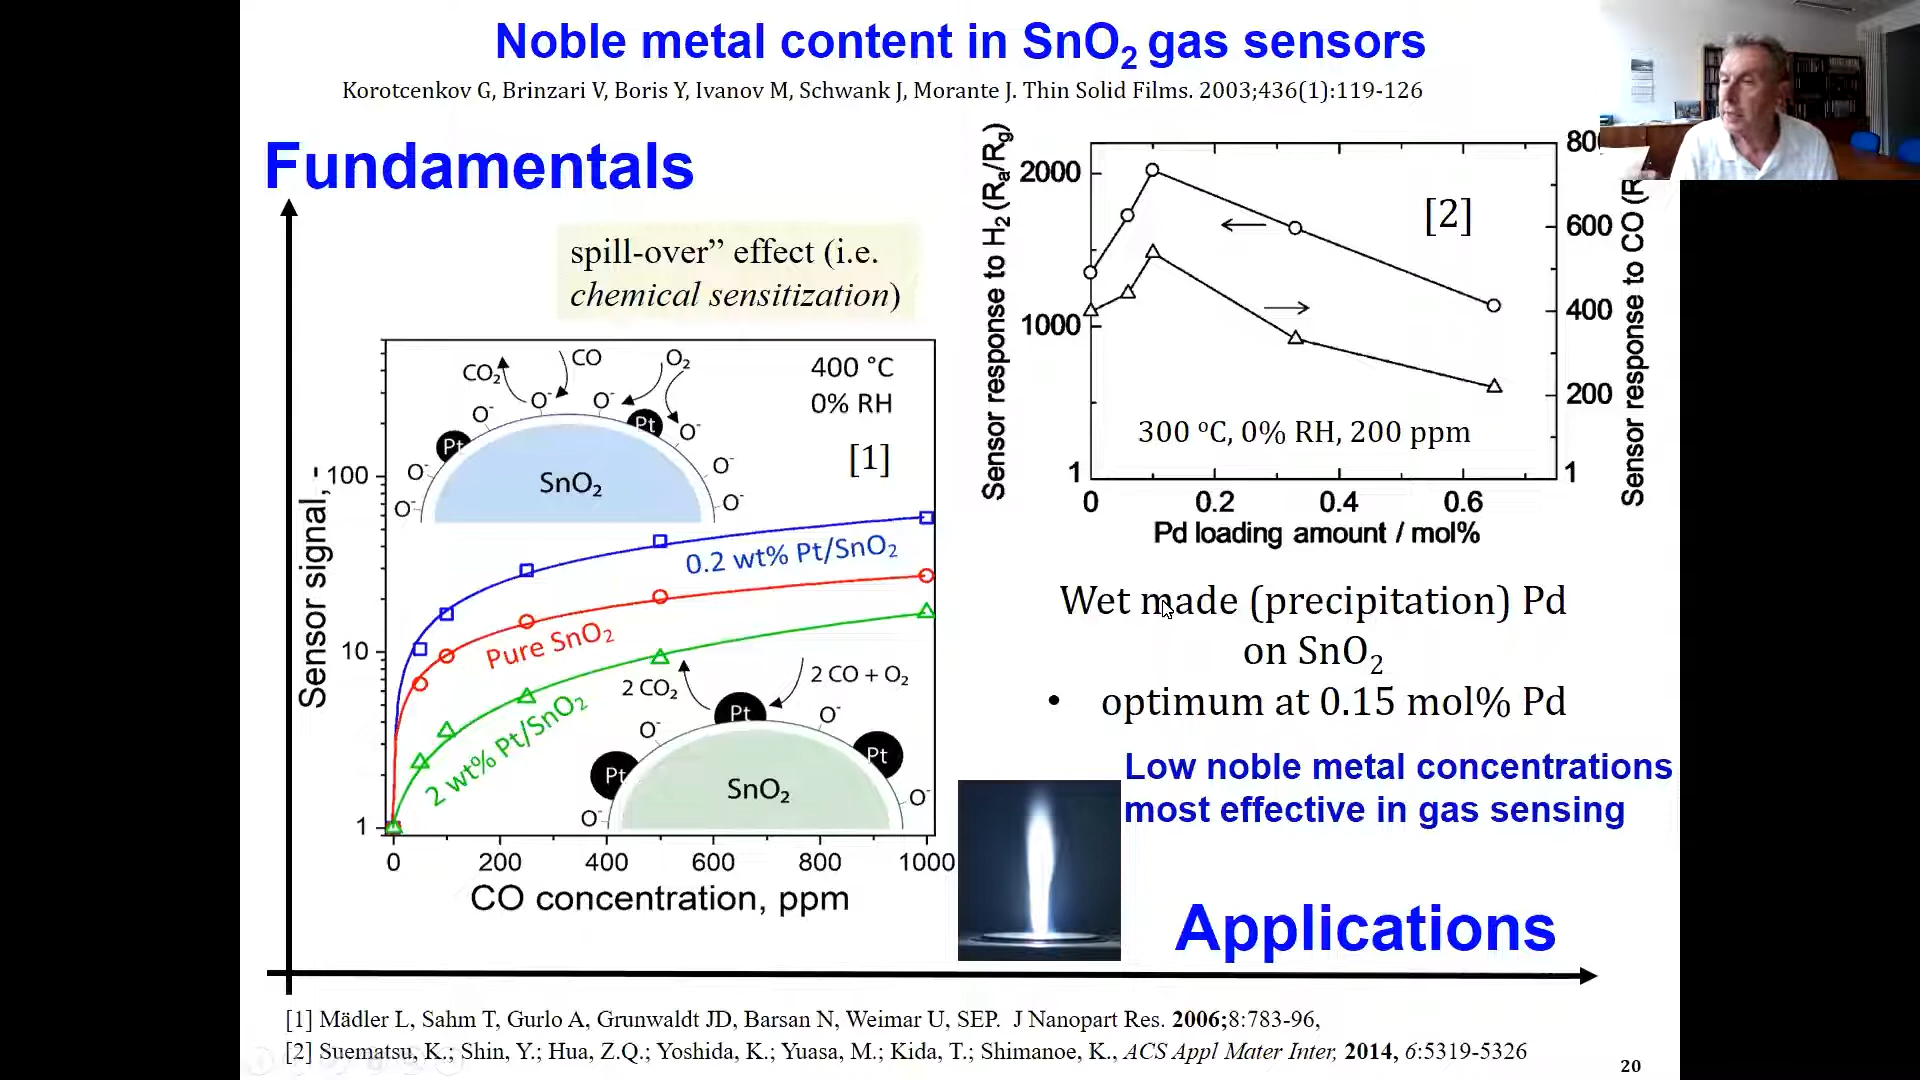 Noble metal content in SnO₂ gas sensors
Korotcenkov G, Brinzari V, Boris Y, Ivanov M, Schwank J, Morante J. Thin Solid Films. 2003;436(1):119-126
Fundamentals
spill-over” effect (i.e.
chemical sensitization)
CO₂
CO
O₂
400 °C
0% RH
[1]
O⁻
O⁻
O⁻
O⁻
O⁻
O⁻
O⁻
O⁻
Pt
Pt
SnO₂
Sensor signal, -
100
10
1
0.2 wt% Pt/SnO₂
Pure SnO₂
2 wt% Pt/SnO₂
2 CO₂
2 CO + O₂
Pt
Pt
Pt
O⁻
O⁻
O⁻
O⁻
SnO₂
0 200 400 600 800 1000
CO concentration, ppm
Sensor response to H₂ (Rₐ/R₉)
2000
1000
1
[2]
80
600
400
200
1
Sensor response to CO (R
300 ºC, 0% RH, 200 ppm
0 0.2 0.4 0.6
Pd loading amount / mol%
Wet made (precipitation) Pd
on SnO₂
• optimum at 0.15 mol% Pd
Low noble metal concentrations
most effective in gas sensing
Applications
[1] Mädler L, Sahm T, Gurlo A, Grunwaldt JD, Barsan N, Weimar U, SEP. J Nanopart Res. 2006;8:783-96,
[2] Suematsu, K.; Shin, Y.; Hua, Z.Q.; Yoshida, K.; Yuasa, M.; Kida, T.; Shimanoe, K., ACS Appl Mater Inter, 2014, 6:5319-5326
20